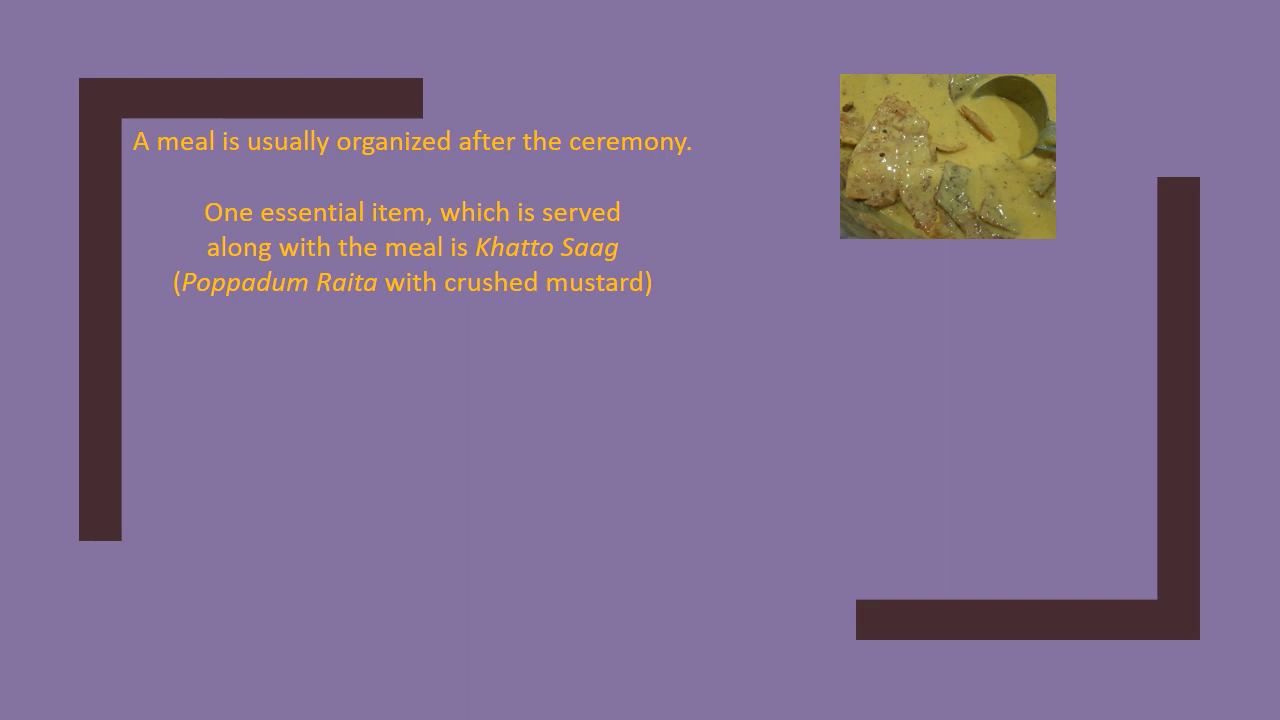 A meal is usually organized after the ceremony.
One essential item, which is served
along with the meal is Khatto Saag
(Poppadum Raita with crushed mustard)